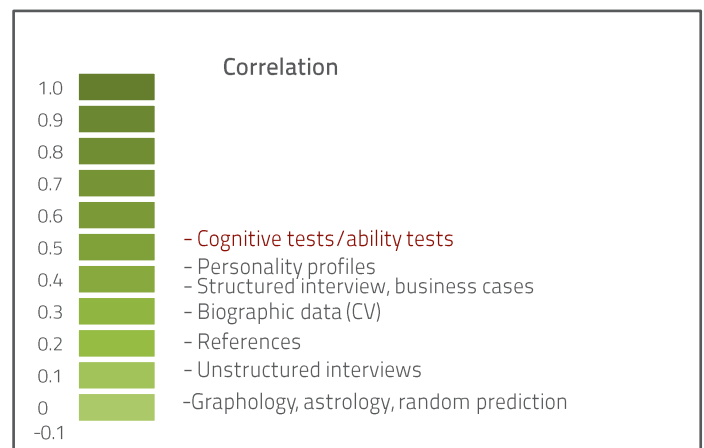 Correlation
1.0
0.9
0.8
0.7
0.6
- Cognitive tests/ability tests
0.5
- Personality profiles
0.4
- Structured interview, business cases
0.3
- Biographic data (CV)
0.2
- References
0.1
- Unstructured interviews
0
-Graphology, astrology, random prediction
-0.1